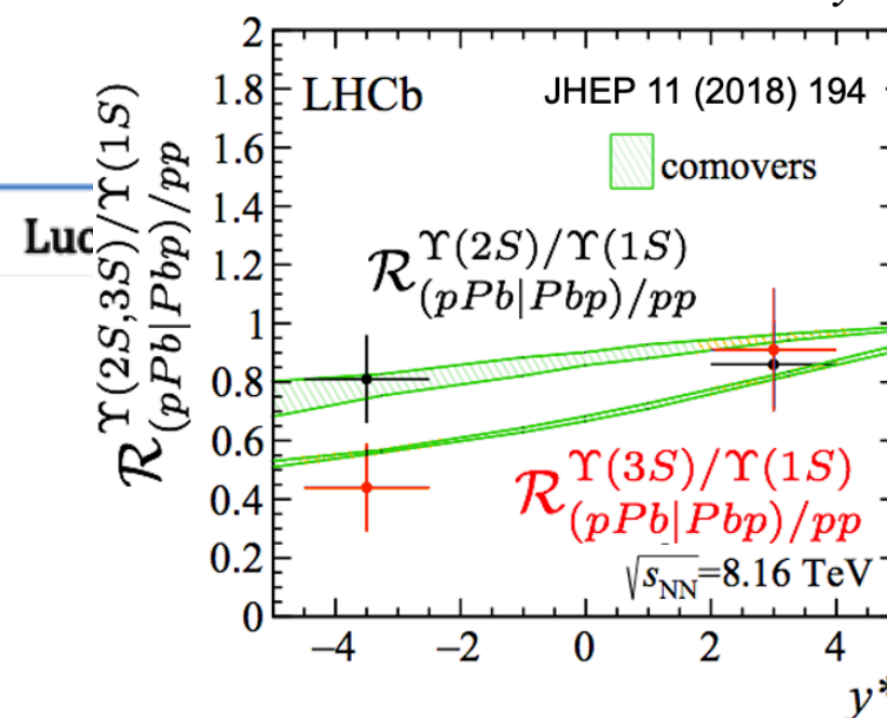 y
2
1.8
1.6
1.4
1.2
1
0.8
0.6
0.4
0.2
0
LHCb
JHEP 11 (2018) 194
comovers
ℛ^{Υ(2S)/Υ(1S)}_{(pPb|Pbp)/pp}
ℛ^{Υ(3S)/Υ(1S)}_{(pPb|Pbp)/pp}
√s_{NN}=8.16 TeV
ℛ^{Υ(2S,3S)/Υ(1S)}_{(pPb|Pbp)/pp}
Luc
−4 −2 0 2 4
y*